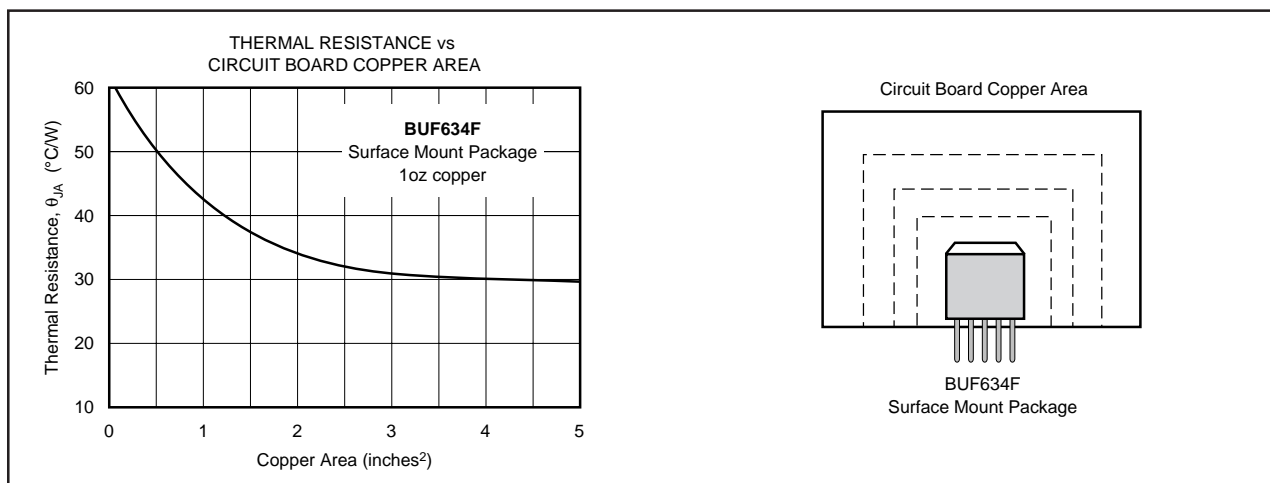 THERMAL RESISTANCE vs
CIRCUIT BOARD COPPER AREA
60
50
40
30
20
10
Thermal Resistance, θJA (°C/W)
BUF634F
Surface Mount Package
1oz copper
0 1 2 3 4 5
Copper Area (inches²)
Circuit Board Copper Area
BUF634F
Surface Mount Package